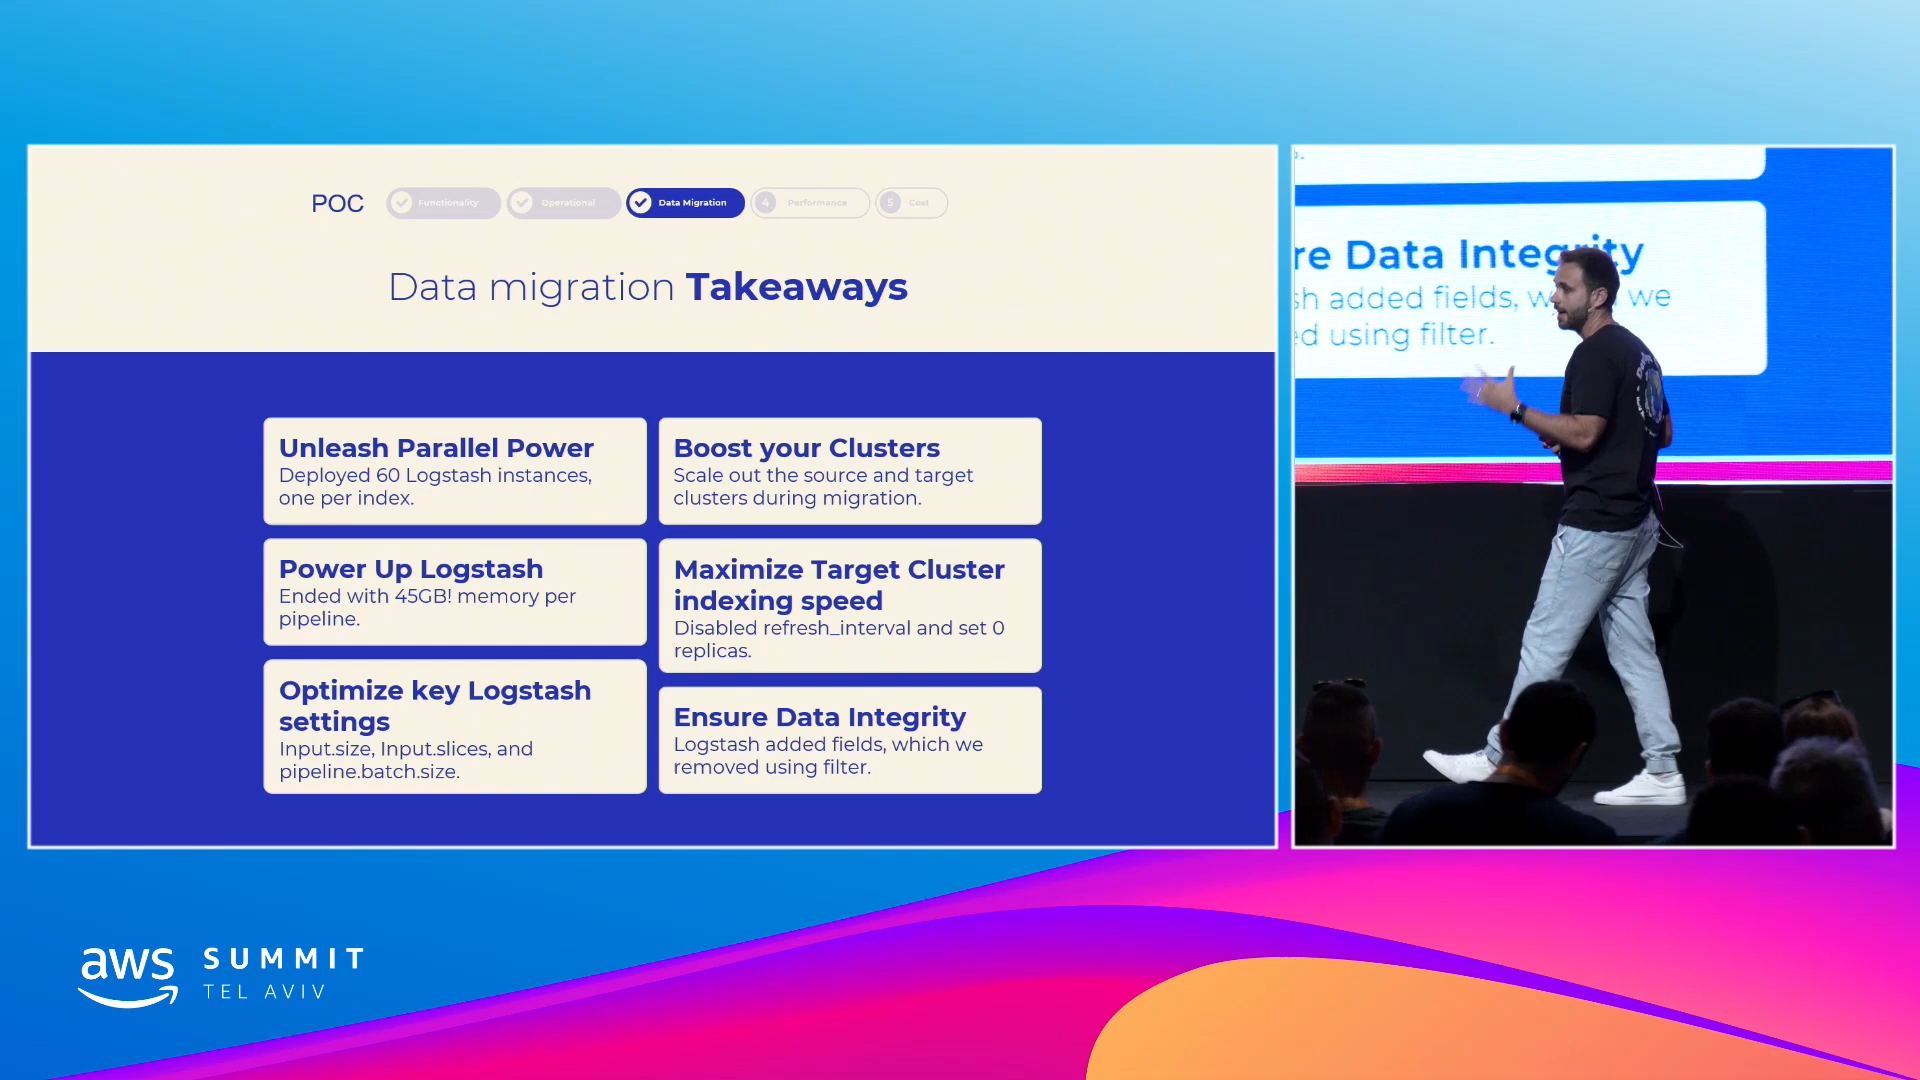 POC
Functionality
Operational
Data Migration
4 Performance
5 Cost
Data migration Takeaways
Unleash Parallel Power
Deployed 60 Logstash instances,
one per index.
Power Up Logstash
Ended with 45GB! memory per
pipeline.
Optimize key Logstash
settings
Input.size, Input.slices, and
pipeline.batch.size.
Boost your Clusters
Scale out the source and target
clusters during migration.
Maximize Target Cluster
indexing speed
Disabled refresh_interval and set 0
replicas.
Ensure Data Integrity
Logstash added fields, which we
removed using filter.
re Data Integrity
sh added fields, we
ed using filter.
aws SUMMIT
TEL AVIV